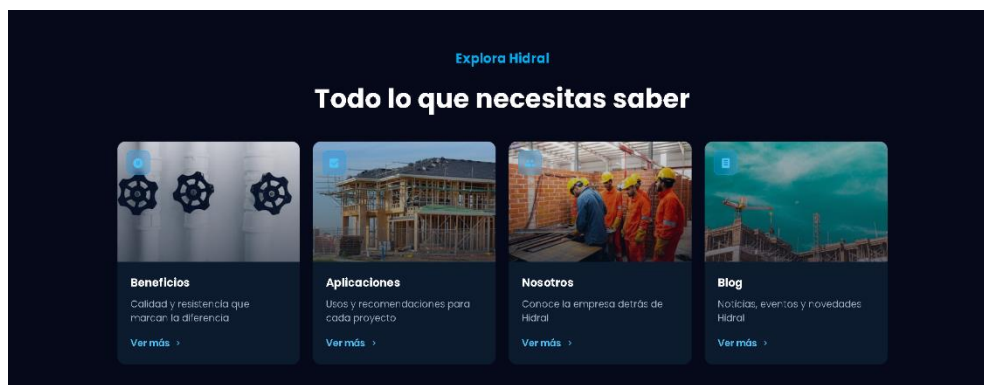 Explora Hidral
Todo lo que necesitas saber
Beneficios
Calidad y resistencia que
marcan la diferencia
Ver más >
Aplicaciones
Usos y recomendaciones para
cada proyecto
Ver más >
Nosotros
Conoce la empresa detrás de
Hidral
Ver más >
Blog
Noticias, eventos y novedades
Hidral
Ver más >